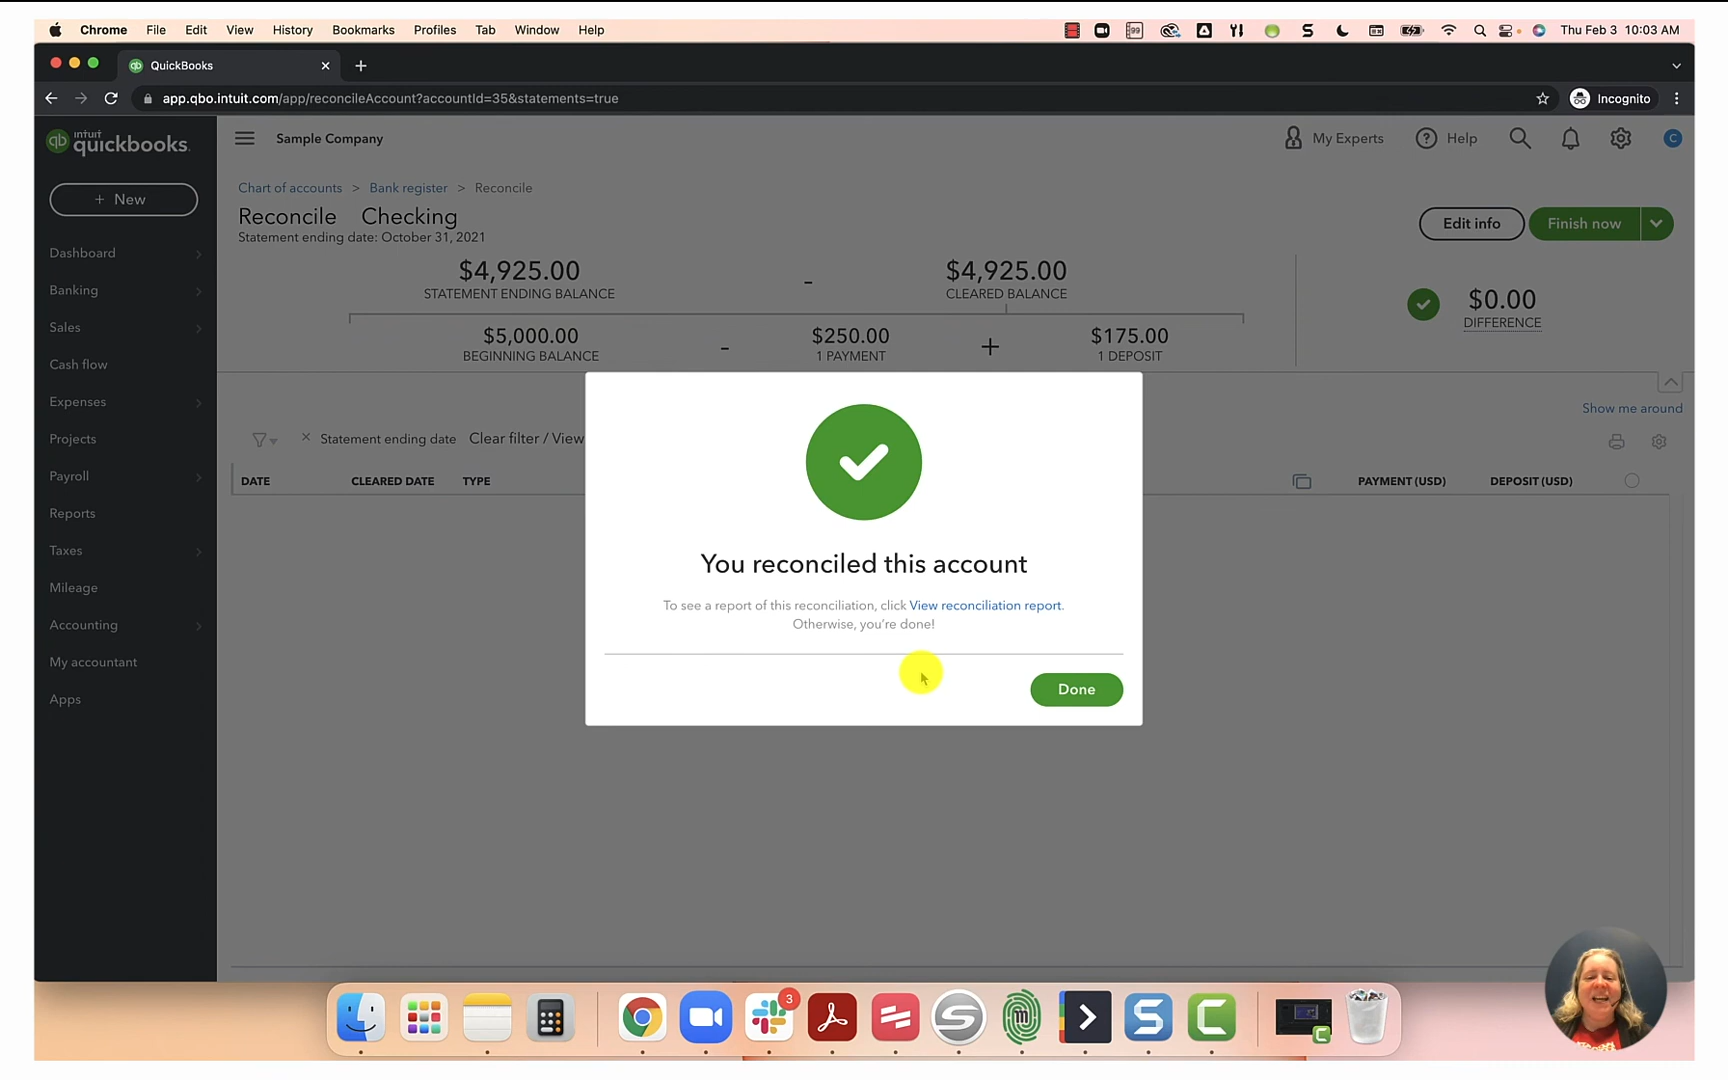 Chrome File Edit View History Bookmarks Profiles Tab Window Help Thu Feb 3 10:03 AM
QuickBooks
app.qbo.intuit.com/app/reconcileAccount?accountId=35&statements=true Incognito
intuit
quickbooks.
Sample Company My Experts Help C
+ New
Dashboard
Banking
Sales
Cash flow
Expenses
Projects
Payroll
Reports
Taxes
Mileage
Accounting
My accountant
Apps
Chart of accounts > Bank register > Reconcile
Reconcile Checking
Edit info Finish now
Statement ending date: October 31, 2021
$4,925.00 - $4,925.00
STATEMENT ENDING BALANCE CLEARED BALANCE
$0.00
DIFFERENCE
$5,000.00 - $250.00 + $175.00
BEGINNING BALANCE 1 PAYMENT 1 DEPOSIT
Show me around
Statement ending date Clear filter / View
DATE CLEARED DATE TYPE PAYMENT (USD) DEPOSIT (USD)
You reconciled this account
To see a report of this reconciliation, click View reconciliation report.
Otherwise, you're done!
Done
3